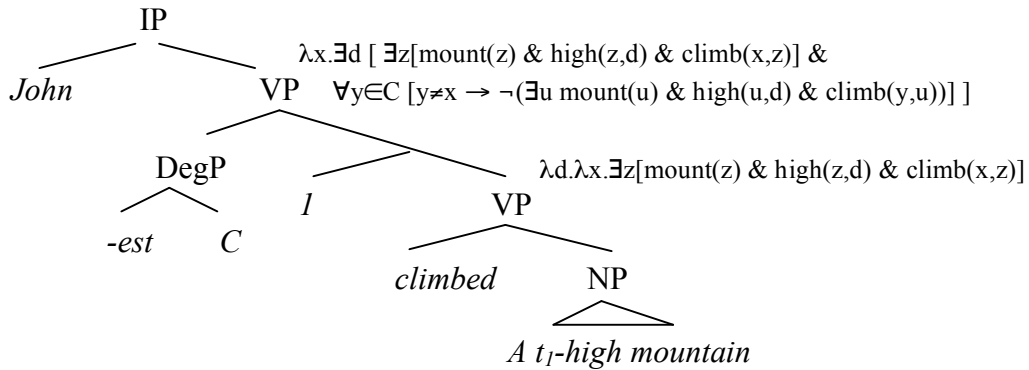 IP
λx.∃d [ ∃z[mount(z) & high(z,d) & climb(x,z)] &
John
VP
∀y∈C [y≠x → ¬(∃u mount(u) & high(u,d) & climb(y,u))] ]
DegP
λd.λx.∃z[mount(z) & high(z,d) & climb(x,z)]
1
VP
-est
C
climbed
NP
A t1-high mountain